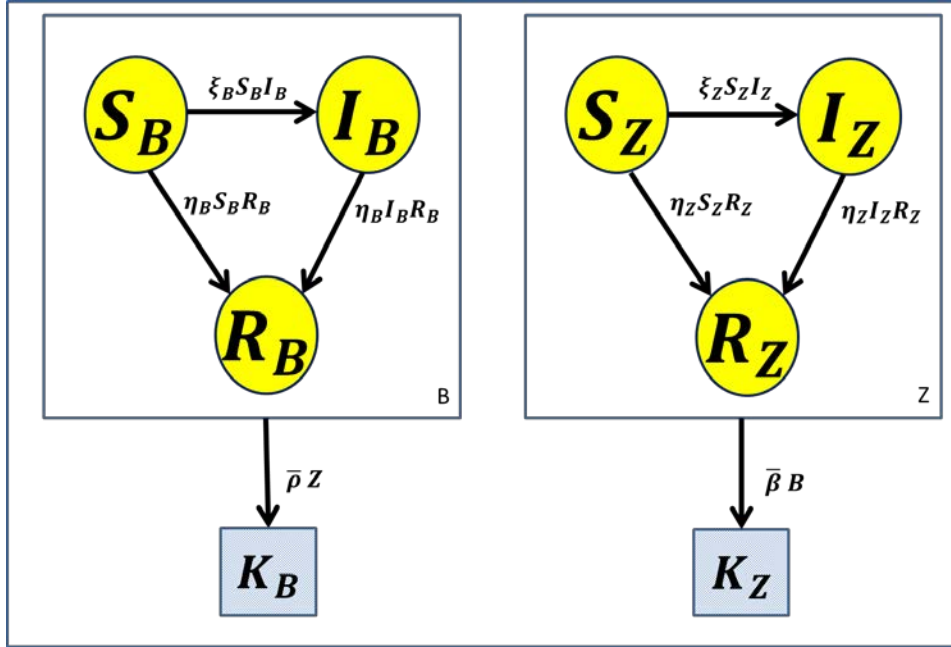 S_B
ξ_B S_B I_B
I_B
η_B S_B R_B
η_B I_B R_B
R_B
B
ρ̅ Z
K_B
S_Z
ξ_Z S_Z I_Z
I_Z
η_Z S_Z R_Z
η_Z I_Z R_Z
R_Z
Z
β̅ B
K_Z